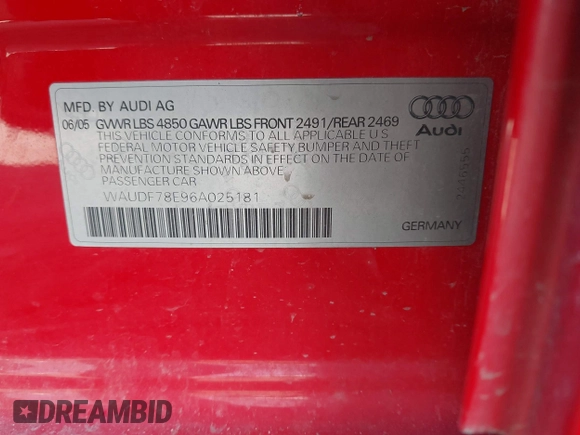 MFD. BY AUDI AG
06/05 GVWR LBS 4850 GAWR LBS FRONT 2491/REAR 2469
THIS VEHICLE CONFORMS TO ALL APPLICABLE U S
FEDERAL MOTOR VEHICLE SAFETY BUMPER AND THEFT
PREVENTION STANDARDS IN EFFECT ON THE DATE OF
MANUFACTURE SHOWN ABOVE
PASSENGER CAR
WAUDF78E96A025181
Audi
GERMANY
DREAMBID